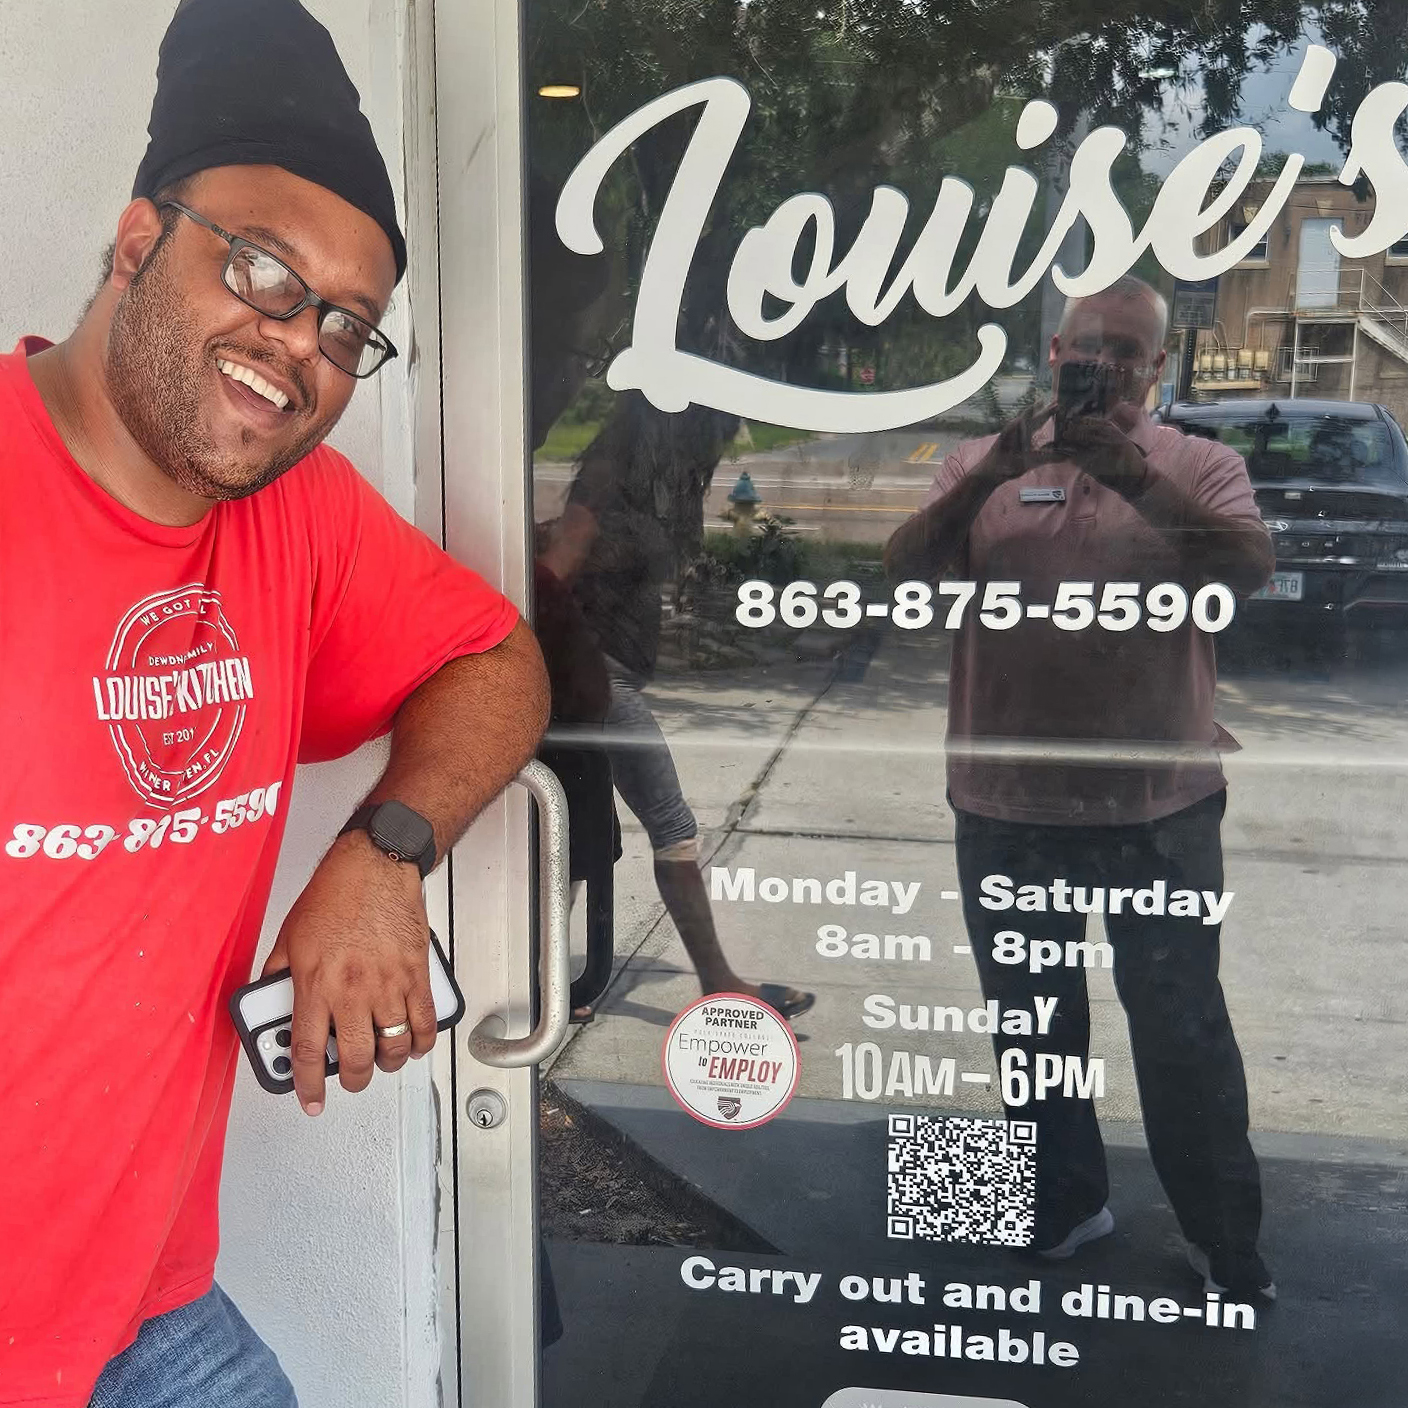 Louise's
863-875-5590
Monday - Saturday
8am - 8pm
SundaY
10AM-6PM
APPROVED
PARTNER
Empower
to EMPLOY
Carry out and dine-in
available
WE GOT
LOUISE'S KITCHEN
EST 201
863-875-5590